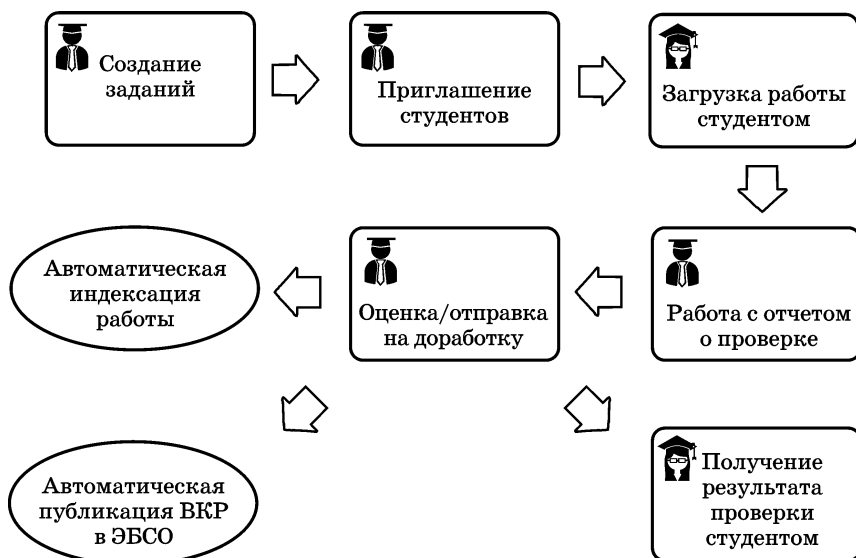 Создание
заданий
Приглашение
студентов
Загрузка работы
студентом
Автоматическая
индексация
работы
Оценка/отправка
на доработку
Работа с отчетом
о проверке
Автоматическая
публикация ВКР
в ЭБСО
Получение
результата
проверки
студентом